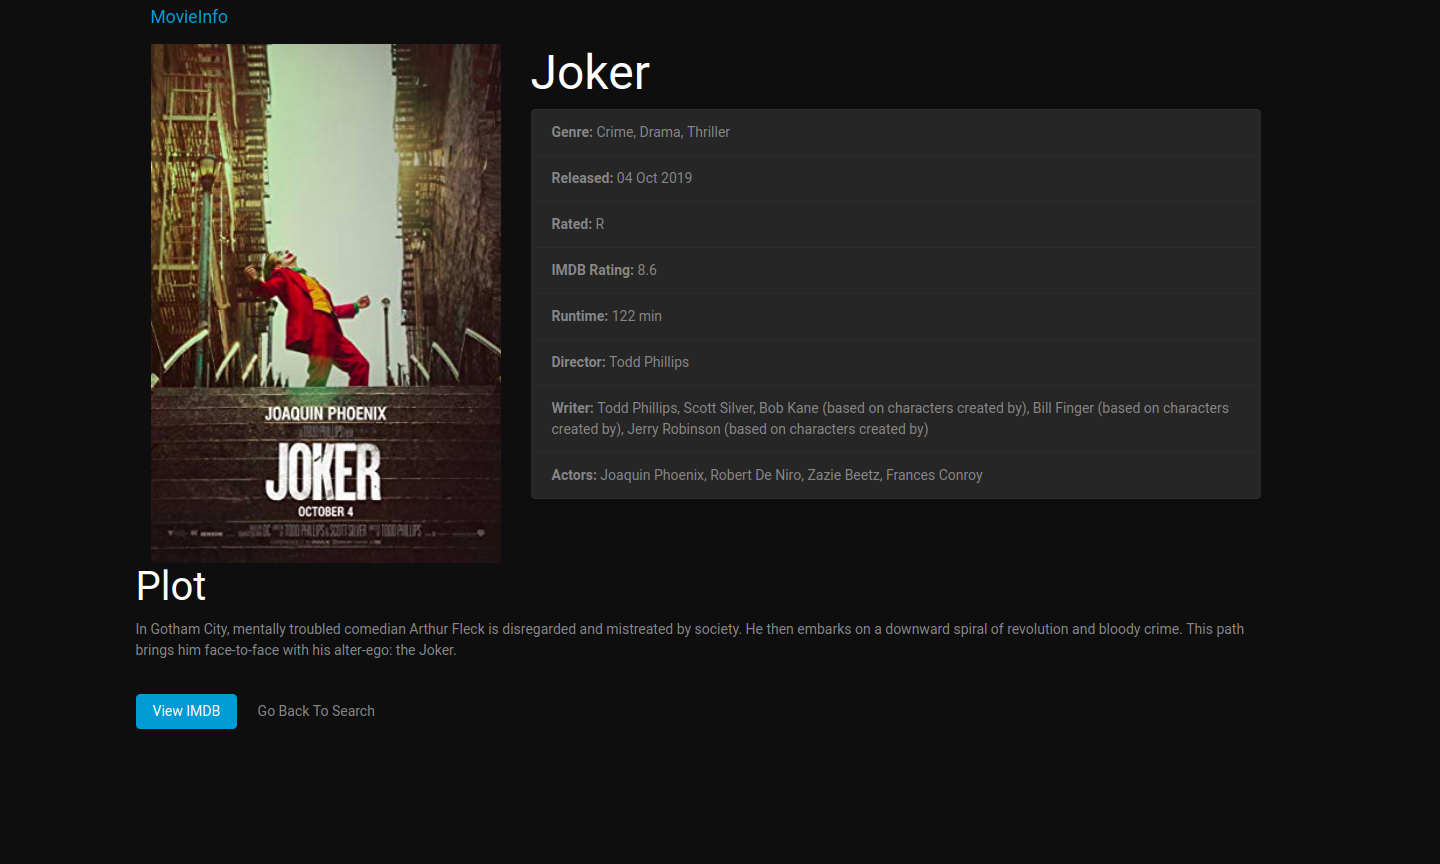 MovieInfo
JOAQUIN PHOENIX
JOKER
OCTOBER 4
Joker
Genre: Crime, Drama, Thriller
Released: 04 Oct 2019
Rated: R
IMDB Rating: 8.6
Runtime: 122 min
Director: Todd Phillips
Writer: Todd Phillips, Scott Silver, Bob Kane (based on characters created by), Bill Finger (based on characters
created by), Jerry Robinson (based on characters created by)
Actors: Joaquin Phoenix, Robert De Niro, Zazie Beetz, Frances Conroy
Plot
In Gotham City, mentally troubled comedian Arthur Fleck is disregarded and mistreated by society. He then embarks on a downward spiral of revolution and bloody crime. This path
brings him face-to-face with his alter-ego: the Joker.
View IMDB
Go Back To Search